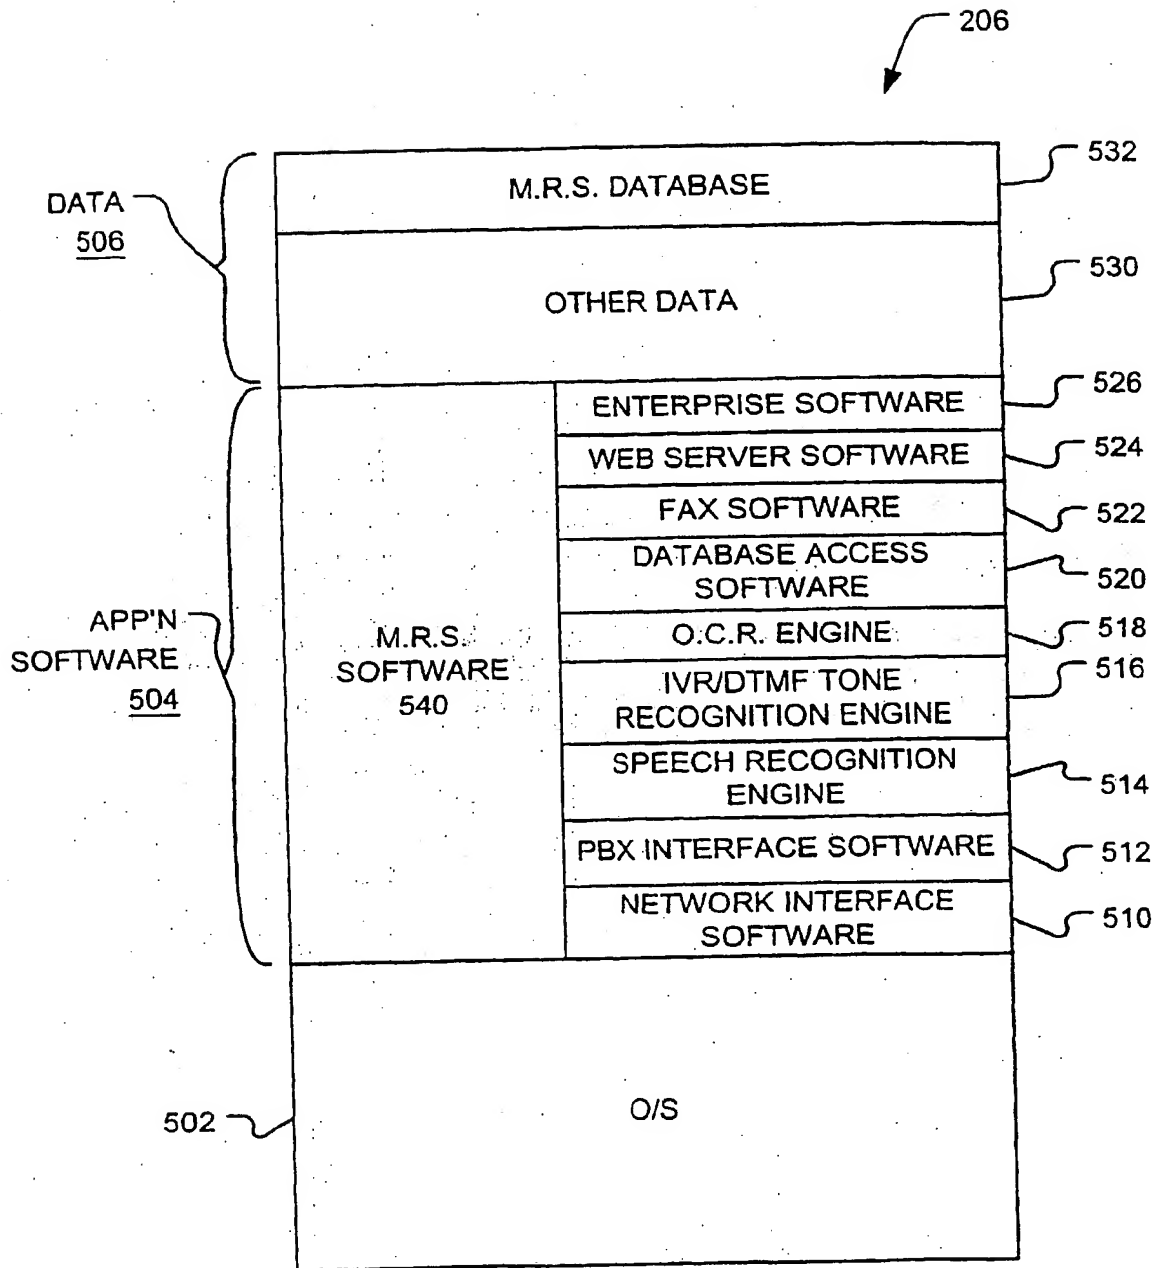 206
M.R.S. DATABASE
532
DATA
506
OTHER DATA
530
ENTERPRISE SOFTWARE
526
WEB SERVER SOFTWARE
524
FAX SOFTWARE
522
DATABASE ACCESS
SOFTWARE
520
APP'N
SOFTWARE
504
M.R.S.
SOFTWARE
540
O.C.R. ENGINE
518
IVR/DTMF TONE
RECOGNITION ENGINE
516
SPEECH RECOGNITION
ENGINE
514
PBX INTERFACE SOFTWARE
512
NETWORK INTERFACE
SOFTWARE
510
O/S
502